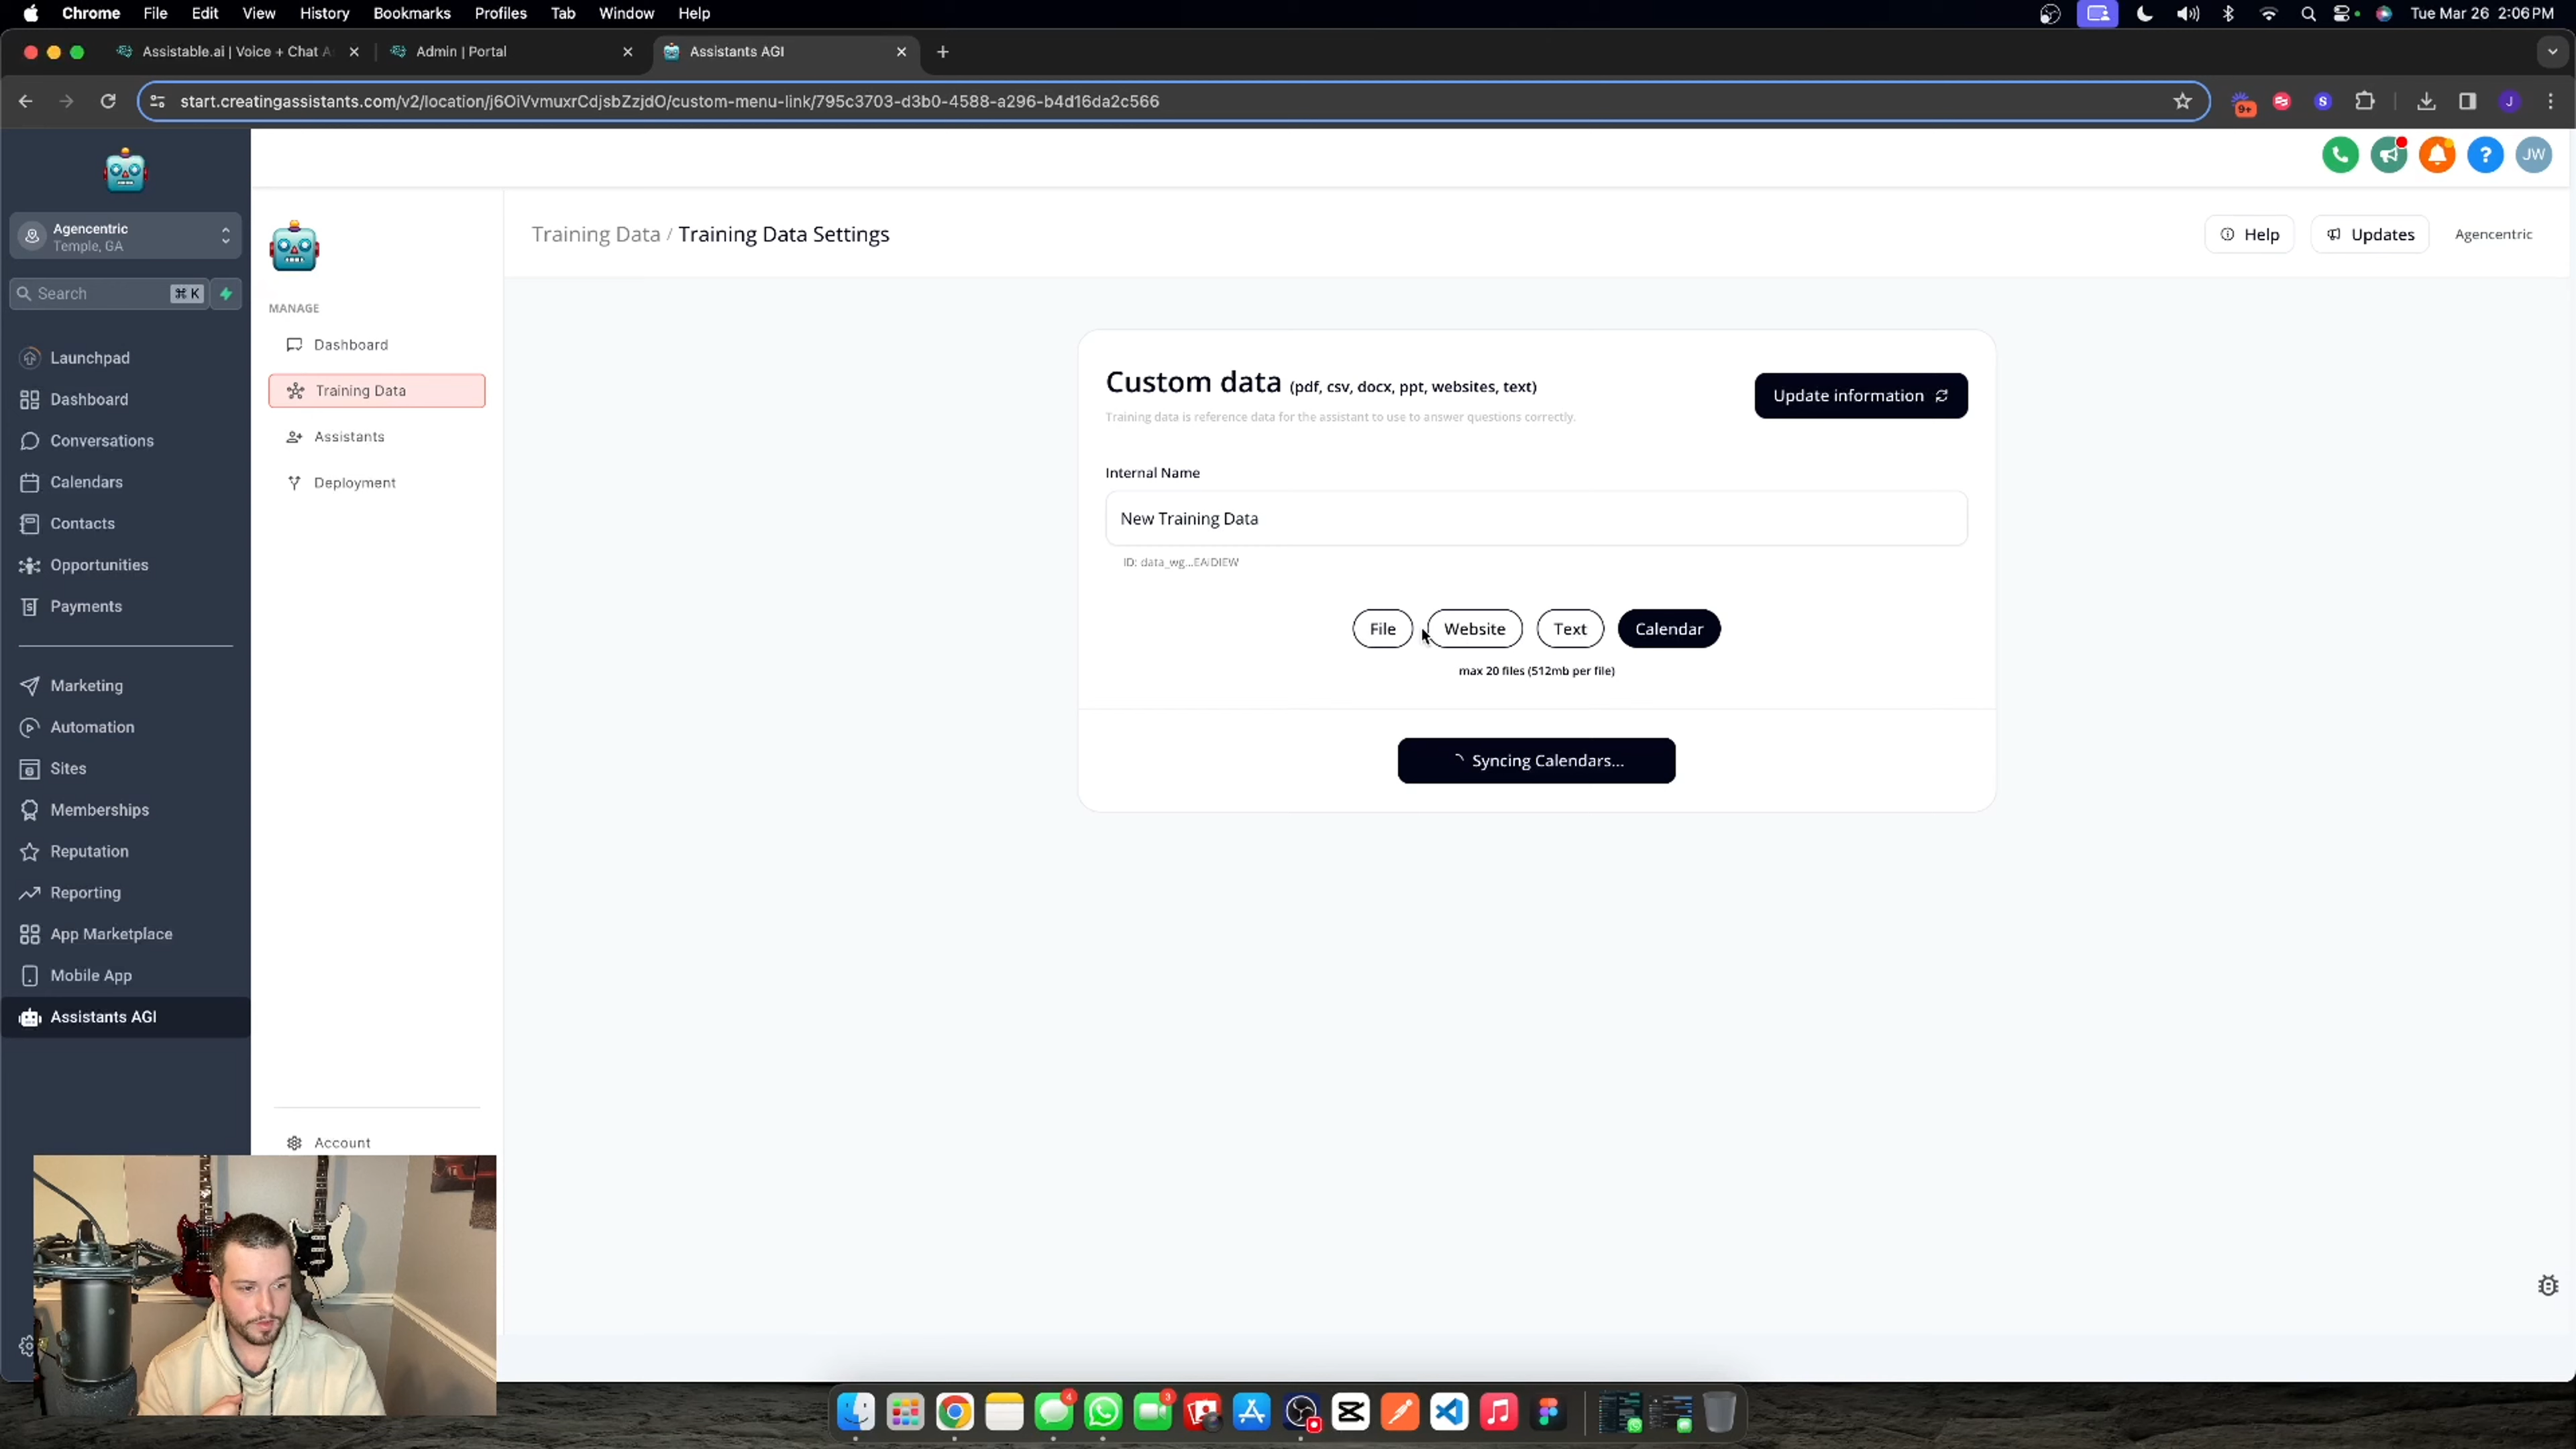 Chrome File Edit View History Bookmarks Profiles Tab Window Help
Tue Mar 26 2:06 PM
Assistable.ai | Voice + Chat A
Admin | Portal
Assistants AGI
start.creatingassistants.com/v2/location/j6OiVvmuxrCdjsbZzjdO/custom-menu-link/795c3703-d3b0-4588-a296-b4d16da2c566
9+
S
J
JW
Agencentric
Temple, GA
Search
⌘ K
Launchpad
Dashboard
Conversations
Calendars
Contacts
Opportunities
Payments
Marketing
Automation
Sites
Memberships
Reputation
Reporting
App Marketplace
Mobile App
Assistants AGI
MANAGE
Dashboard
Training Data
Assistants
Deployment
Account
Training Data / Training Data Settings
Help
Updates
Agencentric
Custom data (pdf, csv, docx, ppt, websites, text)
Training data is reference data for the assistant to use to answer questions correctly.
Update information
Internal Name
New Training Data
ID: data_wg...EAIDIEW
File
Website
Text
Calendar
max 20 files (512mb per file)
Syncing Calendars...
4
3